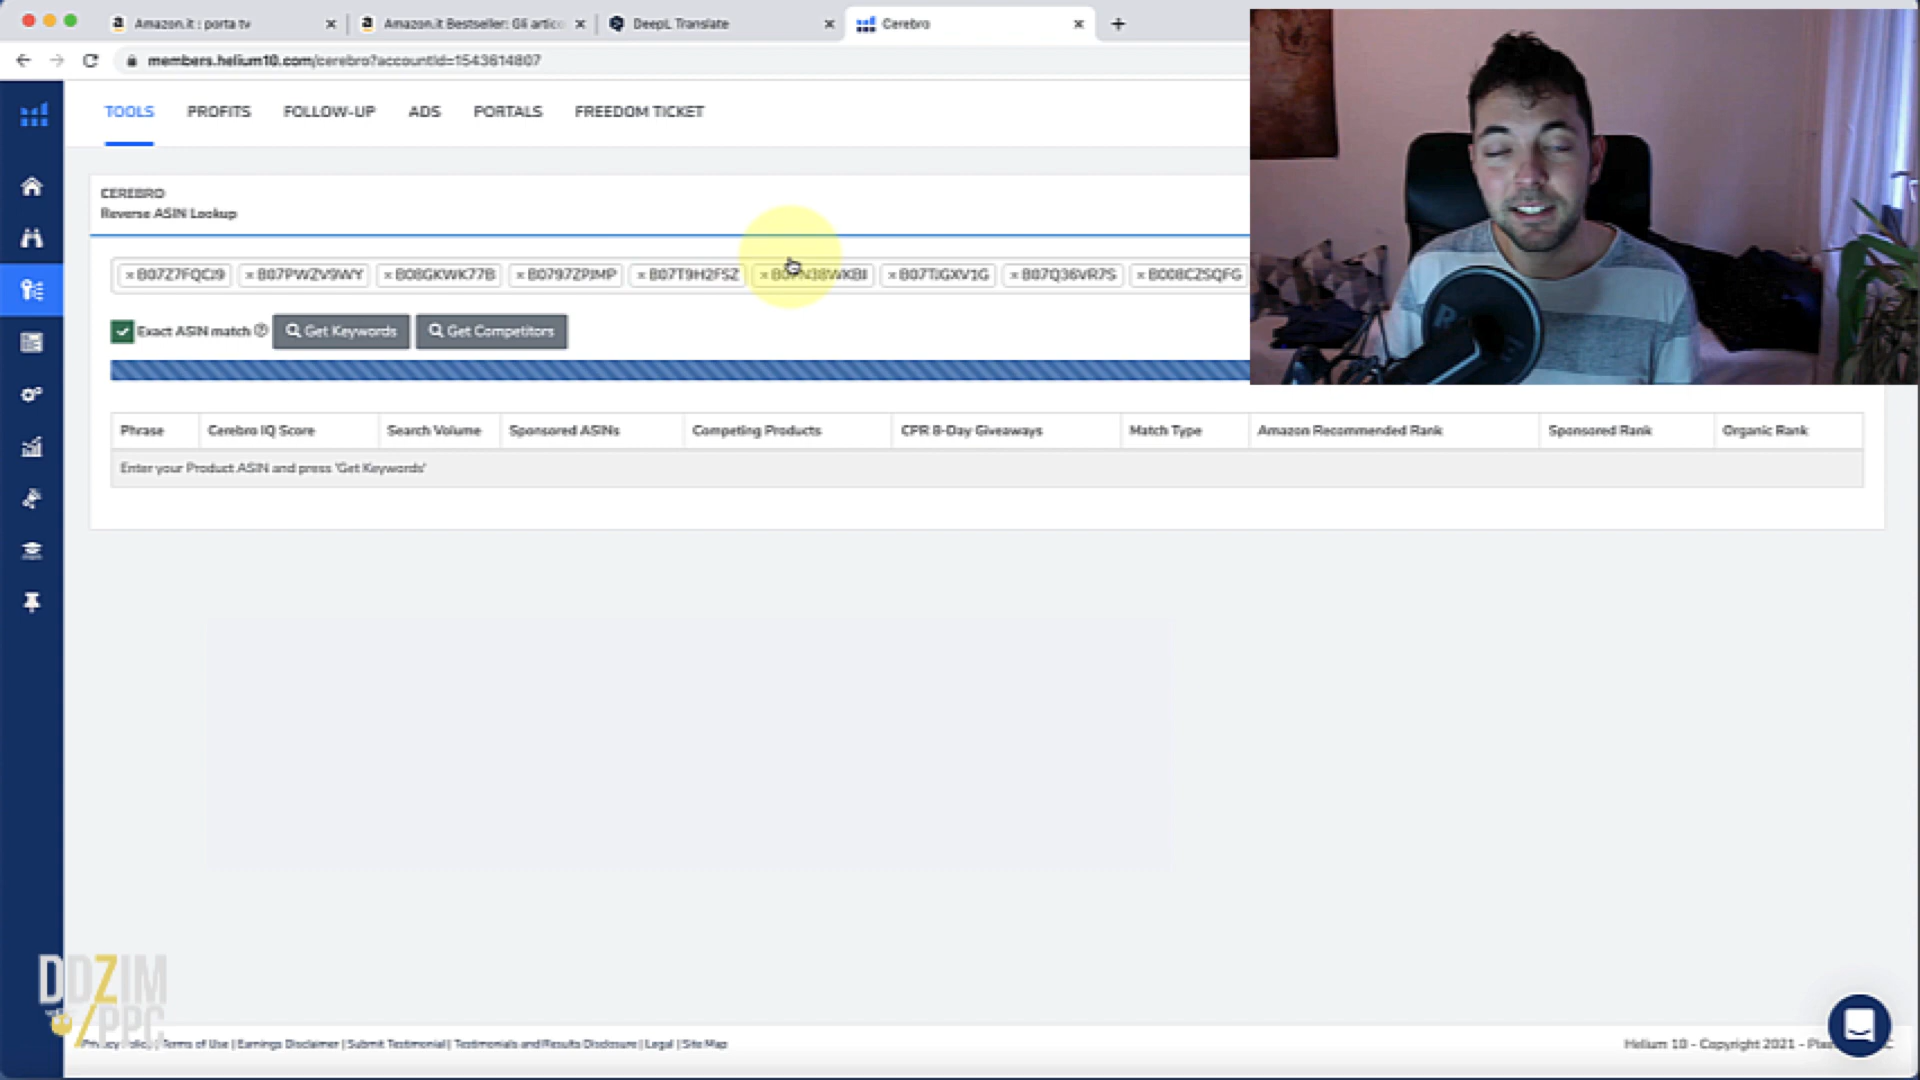 Amazon.it : porta tv
Amazon.it Bestseller: Gli artico
DeepL Translate
Cerebro
members.helium10.com/cerebro?accountId=1543614807
TOOLS PROFITS FOLLOW-UP ADS PORTALS FREEDOM TICKET
CEREBRO
Reverse ASIN Lookup
× B07Z7FQCJ9 × B07PWZV9WY × B08GKWK77B × B0797ZPJMP × B07T9H2FSZ × B07TJGXV1G × B07Q36VR7S × B008CZSQFG
Exact ASIN match Get Keywords Get Competitors
Phrase Cerebro IQ Score Search Volume Sponsored ASINs Competing Products CPR 8-Day Giveaways Match Type Amazon Recommended Rank Sponsored Rank Organic Rank
Enter your Product ASIN and press 'Get Keywords'
DDZIM
/PPC
Terms of Use | Earnings Disclaimer | Submit Testimonial | Testimonials and Results Disclosure | Legal | Site Map
Helium 10 - Copyright 2021 -